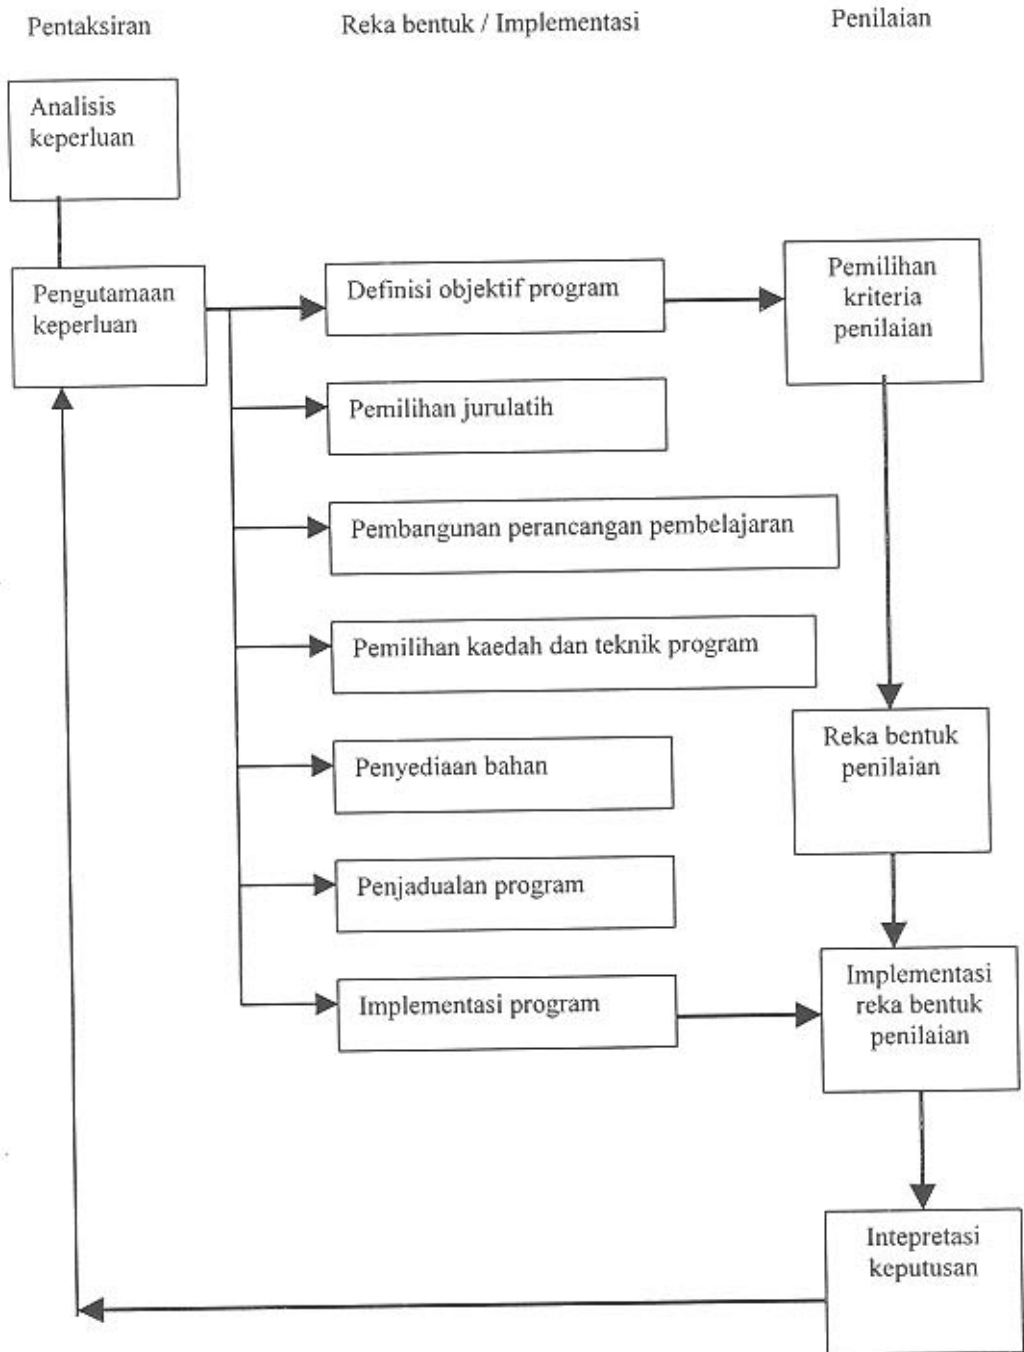 Pentaksiran
Reka bentuk / Implementasi
Penilaian
Analisis
keperluan
Pengutamaan
keperluan
Definisi objektif program
Pemilihan
kriteria
penilaian
Pemilihan jurulatih
Pembangunan perancangan pembelajaran
Pemilihan kaedah dan teknik program
Reka bentuk
penilaian
Penyediaan bahan
Penjadualan program
Implementasi program
Implementasi
reka bentuk
penilaian
Intepretasi
keputusan